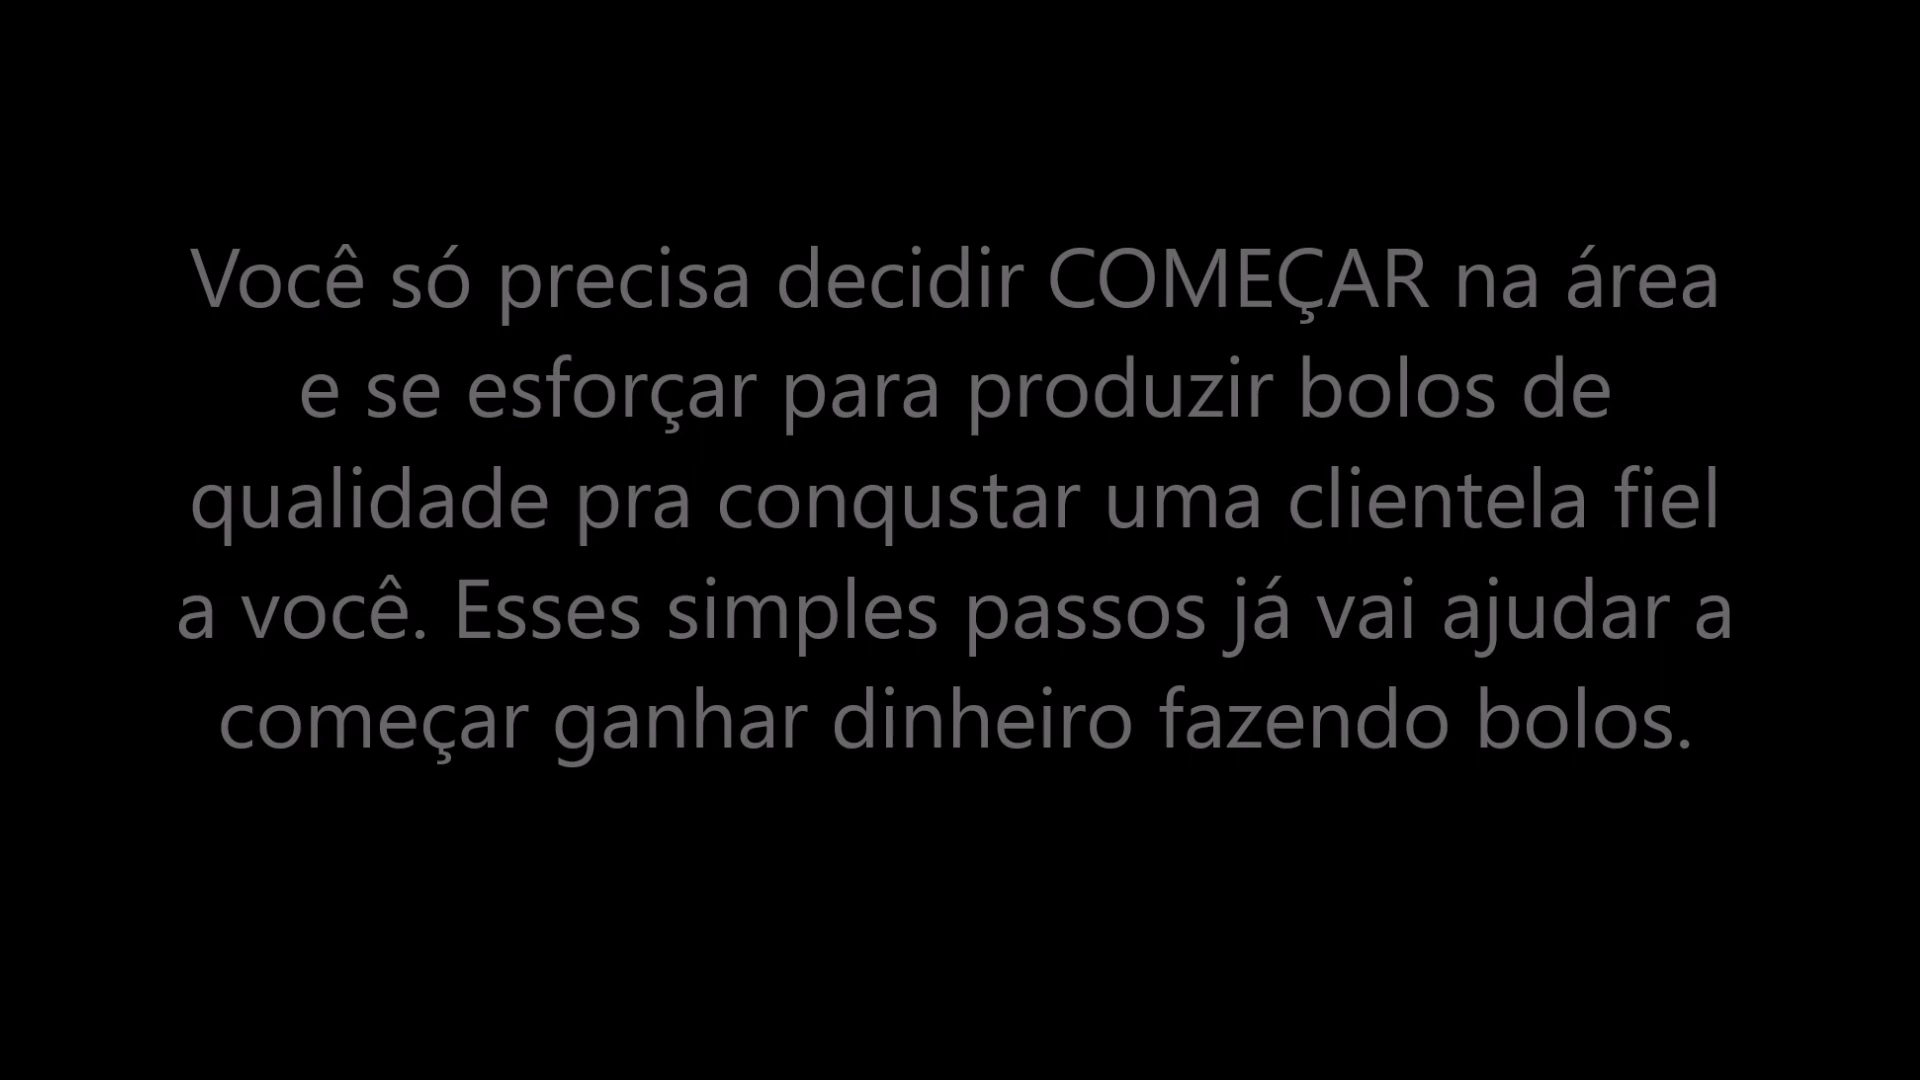 Você só precisa decidir COMEÇAR na área
e se esforçar para produzir bolos de
qualidade pra conqustar uma clientela fiel
a você. Esses simples passos já vai ajudar a
começar ganhar dinheiro fazendo bolos.